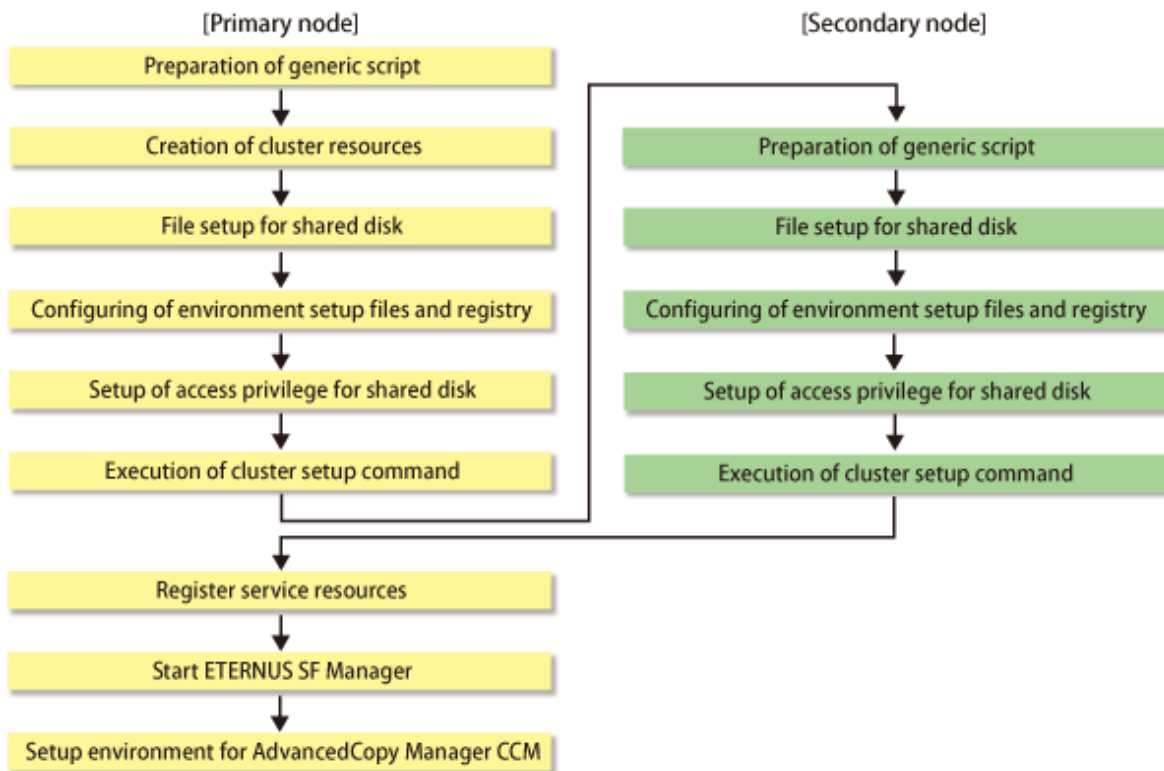 [Primary node]
Preparation of generic script
Creation of cluster resources
File setup for shared disk
Configuring of environment setup files and registry
Setup of access privilege for shared disk
Execution of cluster setup command
[Secondary node]
Preparation of generic script
File setup for shared disk
Configuring of environment setup files and registry
Setup of access privilege for shared disk
Execution of cluster setup command
Register service resources
Start ETERNUS SF Manager
Setup environment for AdvancedCopy Manager CCM